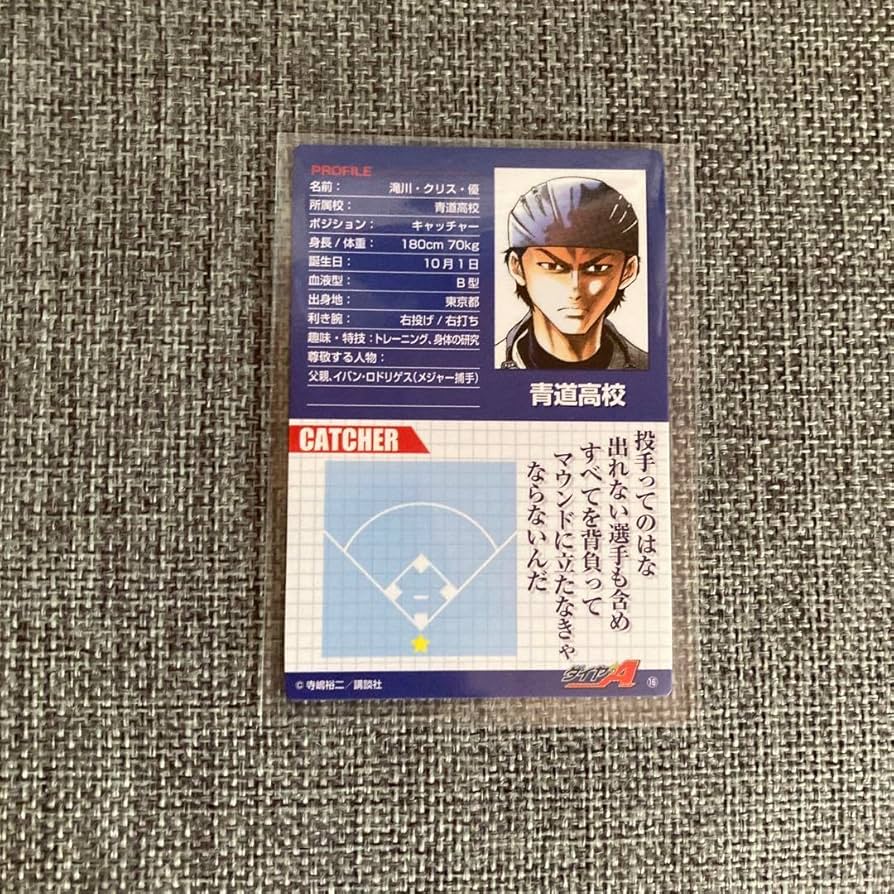 PROFILE
名前： 滝川・クリス・優
所属校： 青道高校
ポジション： キャッチャー
身長/体重： 180cm 70kg
誕生日： 10月1日
血液型： B型
出身地： 東京都
利き腕： 右投げ/右打ち
趣味・特技：トレーニング、身体の研究
尊敬する人物：
父親、イバン・ロドリゲス(メジャー捕手)
青道高校
CATCHER
投手ってのはな
出れない選手も含め
すべてを背負って
マウンドに立たなきゃ
ならないんだ
© 寺嶋裕二／講談社
ダイヤのA
⑯